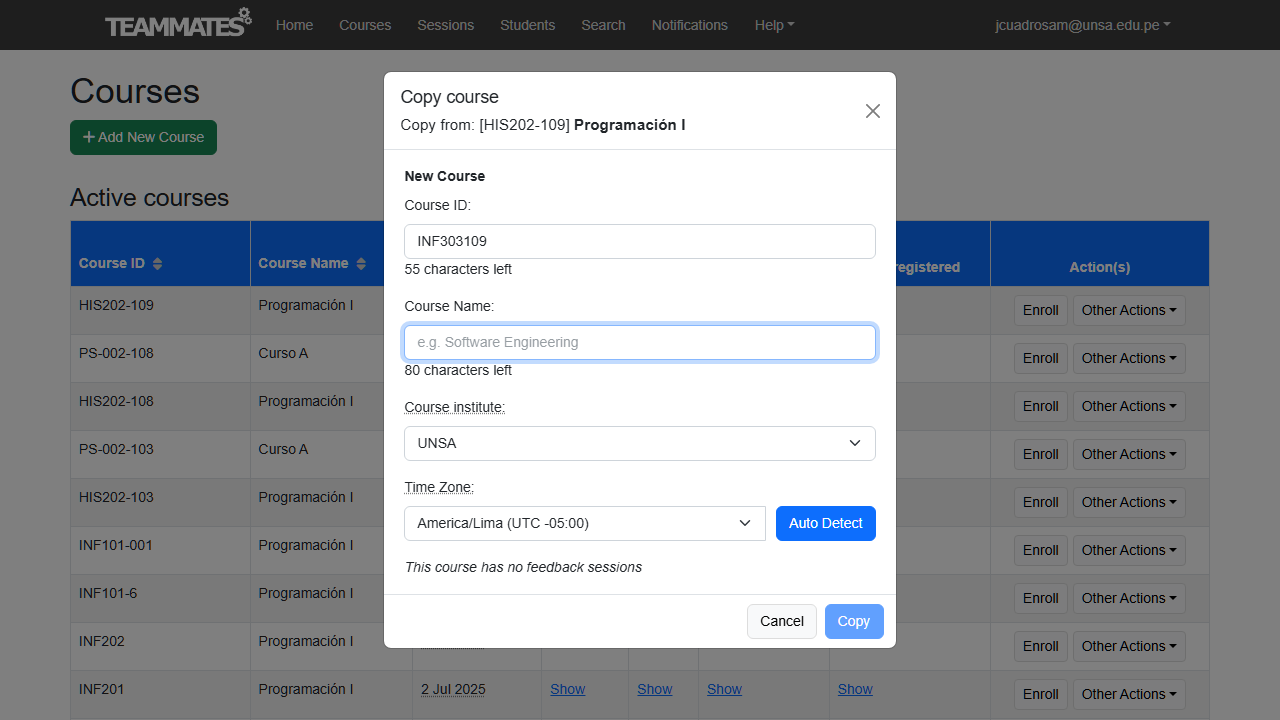 TEAMMATES Home Courses Sessions Students Search Notifications Help jcuadrosam@unsa.edu.pe
Courses
+ Add New Course
Active courses
Course ID Course Name registered Action(s)
HIS202-109 Programación I Enroll Other Actions
PS-002-108 Curso A Enroll Other Actions
HIS202-108 Programación I Enroll Other Actions
PS-002-103 Curso A Enroll Other Actions
HIS202-103 Programación I Enroll Other Actions
INF101-001 Programación I Enroll Other Actions
INF101-6 Programación I Enroll Other Actions
INF202 Programación I Enroll Other Actions
INF201 Programación I 2 Jul 2025 Show Show Show Show Enroll Other Actions
Copy course
Copy from: [HIS202-109] Programación I
New Course
Course ID:
INF303109
55 characters left
Course Name:
e.g. Software Engineering
80 characters left
Course institute:
UNSA
Time Zone:
America/Lima (UTC -05:00) Auto Detect
This course has no feedback sessions
Cancel Copy